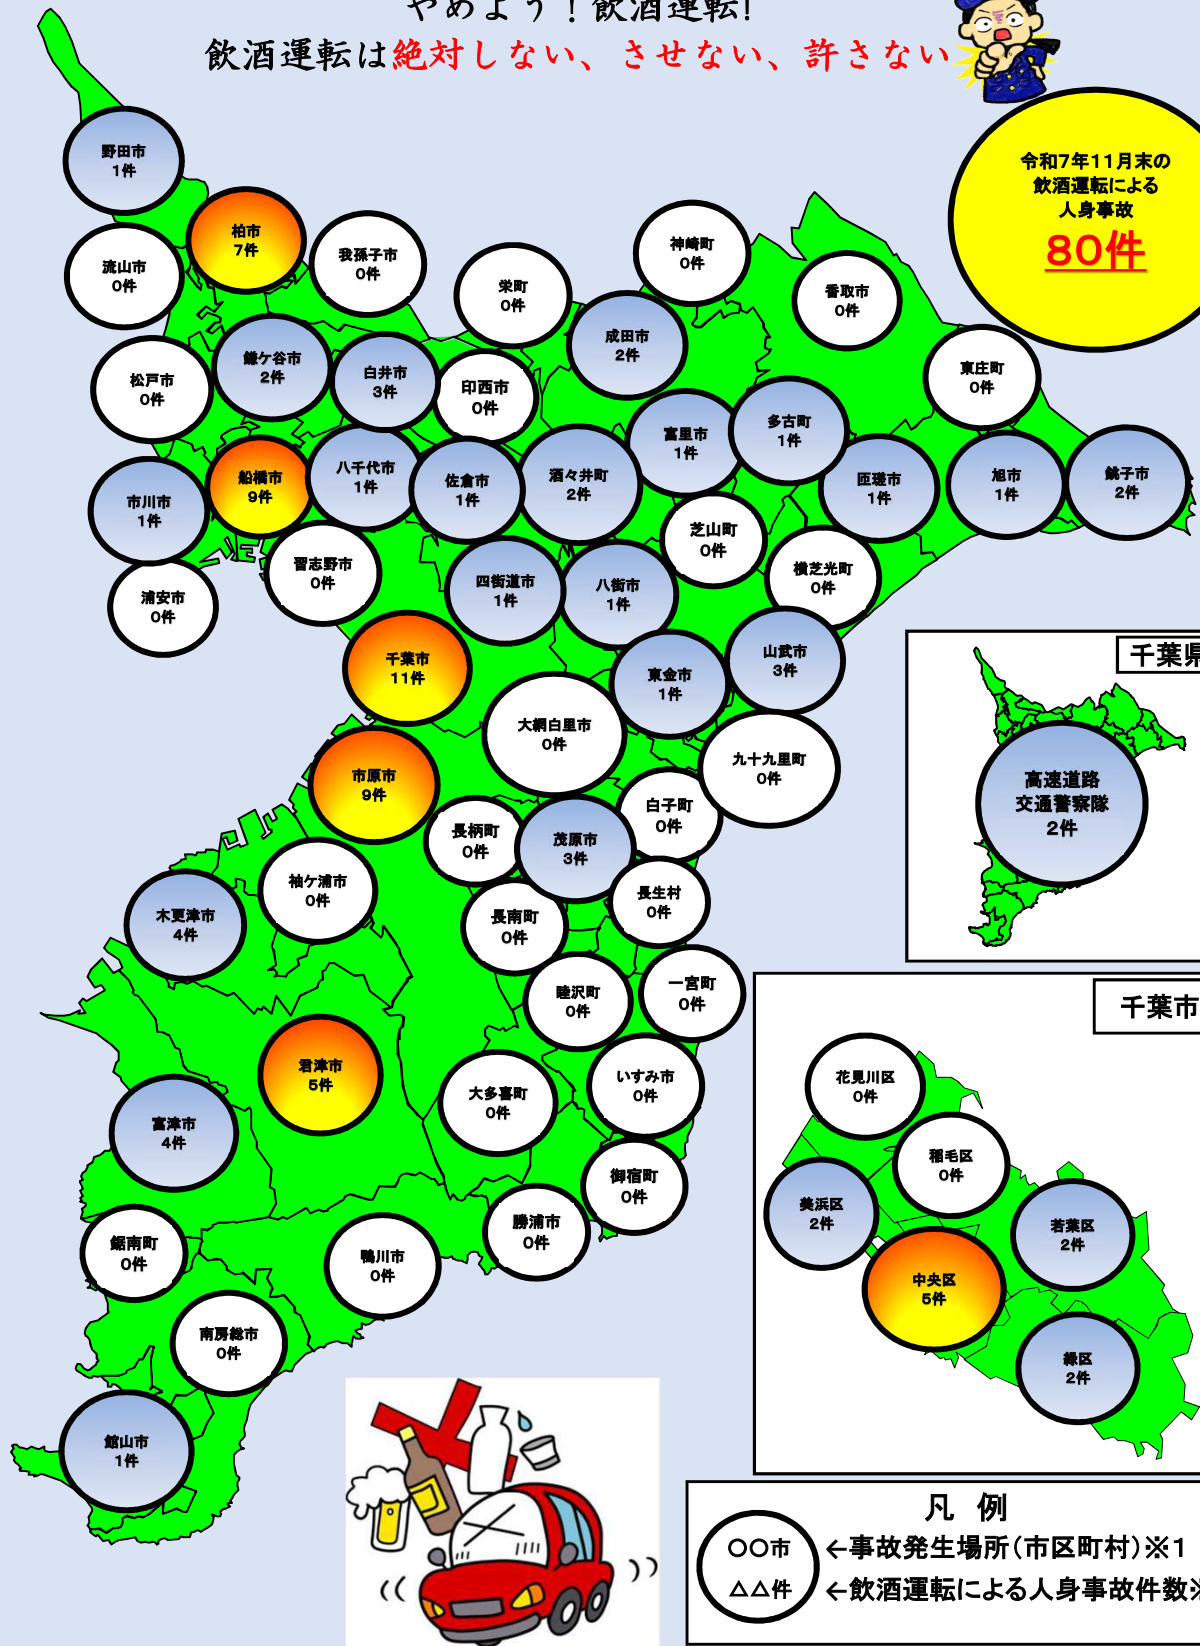 やめよう！飲酒運転！
飲酒運転は絶対しない、させない、許さない
令和7年11月末の
飲酒運転による
人身事故
80件
野田市
1件
柏市
7件
流山市
0件
我孫子市
0件
栄町
0件
神崎町
0件
香取市
0件
成田市
2件
東庄町
0件
松戸市
0件
鎌ケ谷市
2件
白井市
3件
印西市
0件
富里市
1件
多古町
1件
市川市
1件
船橋市
9件
八千代市
1件
佐倉市
1件
酒々井町
2件
匝瑳市
1件
旭市
1件
銚子市
2件
浦安市
0件
習志野市
0件
四街道市
1件
八街市
1件
芝山町
0件
横芝光町
0件
千葉市
11件
東金市
1件
山武市
3件
大網白里市
0件
九十九里町
0件
市原市
9件
長柄町
0件
茂原市
3件
白子町
0件
袖ケ浦市
0件
長南町
0件
長生村
0件
木更津市
4件
睦沢町
0件
一宮町
0件
君津市
5件
大多喜町
0件
いすみ市
0件
富津市
4件
御宿町
0件
勝浦市
0件
鋸南町
0件
鴨川市
0件
南房総市
0件
館山市
1件
千葉県
高速道路
交通警察隊
2件
千葉市
花見川区
0件
稲毛区
0件
美浜区
2件
若葉区
2件
中央区
5件
緑区
2件
凡 例
○○市 ←事故発生場所（市区町村）※1
△△件 ←飲酒運転による人身事故件数※